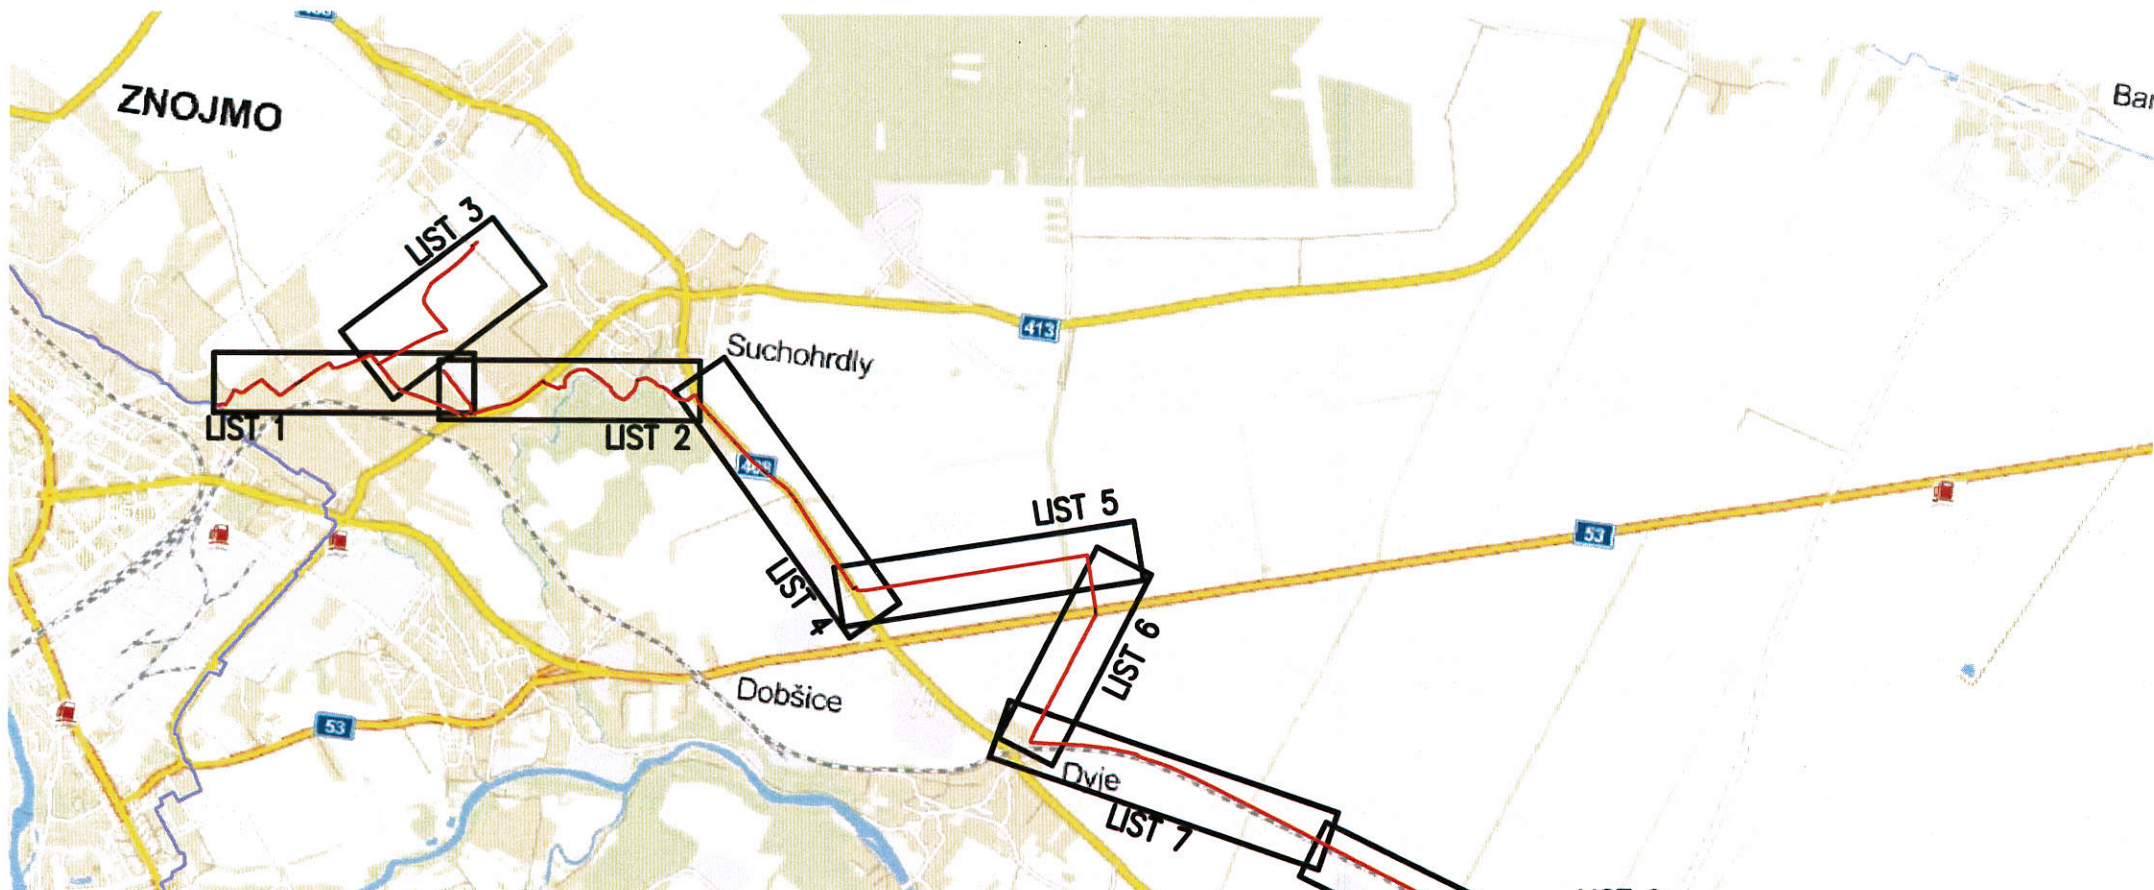 ZNOJMO
LIST 3
413
Suchohrdly
LIST 1
LIST 2
LIST 5
53
LIST 4
LIST 6
Dobšice
53
Dyje
LIST 7